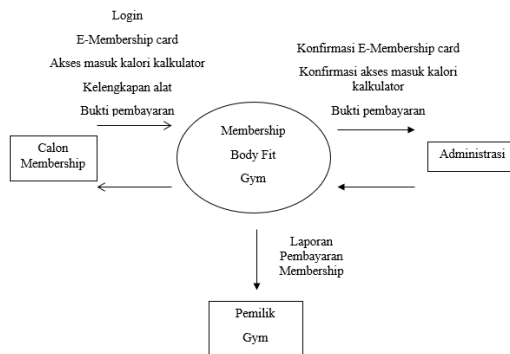 Login
E-Membership card
Akses masuk kalori kalkulator
Kelengkapan alat
Bukti pembayaran
Konfirmasi E-Membership card
Konfirmasi akses masuk kalori
kalkulator
Bukti pembayaran
Calon
Membership
Membership
Body Fit
Gym
Administrasi
Laporan
Pembayaran
Membership
Pemilik
Gym